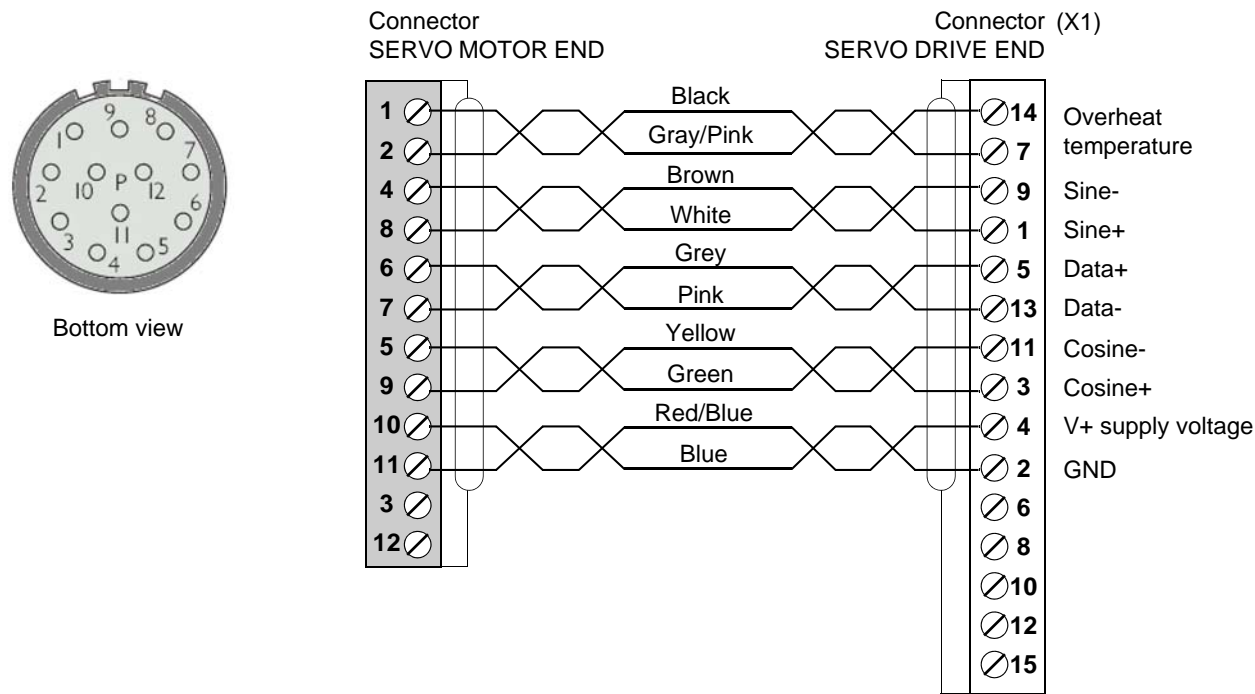 Connector
SERVO MOTOR END
Connector (X1)
SERVO DRIVE END
1 Black 14 Overheat
temperature
2 Gray/Pink 7
4 Brown 9 Sine-
8 White 1 Sine+
6 Grey 5 Data+
7 Pink 13 Data-
5 Yellow 11 Cosine-
9 Green 3 Cosine+
10 Red/Blue 4 V+ supply voltage
11 Blue 2 GND
3 6
12 8
10
12
15
9
1 8
7
2 10 P 12
6
3 11 5
4
Bottom view